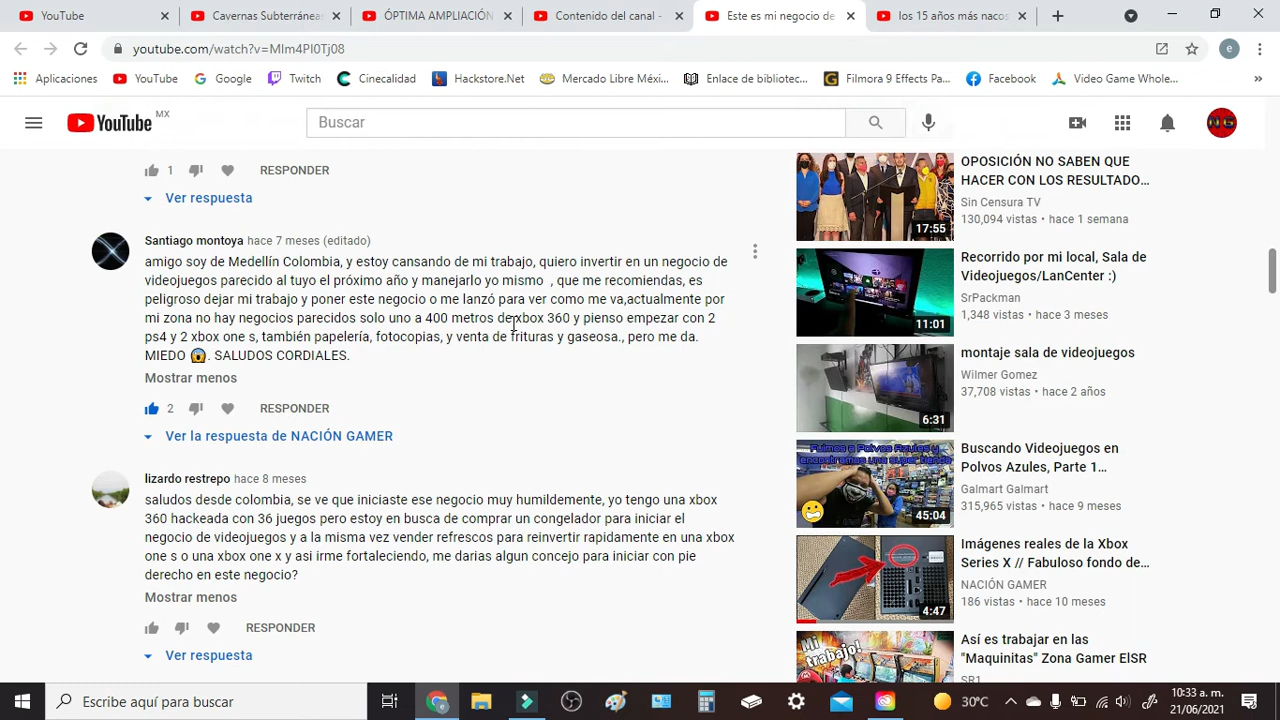 YouTube
Cavernas Subterráneas
ÓPTIMA AMPLIACIÓN
Contenido del canal -
Este es mi negocio de
los 15 años más nacos
youtube.com/watch?v=MIm4PI0Tj08
e
Aplicaciones
YouTube
Google
Twitch
Cinecalidad
Hackstore.Net
Mercado Libre Méxi...
Enlace de bibliotec...
Filmora 9 Effects Pa...
Facebook
Video Game Whole...
YouTube MX
Buscar
NG
1 RESPONDER
Ver respuesta
Santiago montoya hace 7 meses (editado)
amigo soy de Medellín Colombia, y estoy cansando de mi trabajo, quiero invertir en un negocio de
videojuegos parecido al tuyo el próximo año y manejarlo yo mismo , que me recomiendas, es
peligroso dejar mi trabajo y poner este negocio o me lanzó para ver como me va,actualmente por
mi zona no hay negocios parecidos solo uno a 400 metros de xbox 360 y pienso empezar con 2
ps4 y 2 xbox one s, también papelería, fotocopias, y venta de frituras y gaseosa., pero me da.
MIEDO 😱. SALUDOS CORDIALES.
Mostrar menos
2 RESPONDER
Ver la respuesta de NACIÓN GAMER
lizardo restrepo hace 8 meses
saludos desde colombia, se ve que iniciaste ese negocio muy humildemente, yo tengo una xbox
360 hackeada con 36 juegos pero estoy en busca de comprar un congelador para iniciar el
negocio de videojuegos y a la misma vez vender refrescos para reinvertir rapidamente en una xbox
one s o una xbox one x y asi irme fortaleciendo, me darias algun concejo para iniciar con pie
derecho en este negocio?
Mostrar menos
RESPONDER
Ver respuesta
17:55
OPOSICIÓN NO SABEN QUE
HACER CON LOS RESULTADO...
Sin Censura TV
130,094 vistas • hace 1 semana
11:01
Recorrido por mi local, Sala de
Videojuegos/LanCenter :)
SrPackman
1,348 vistas • hace 3 meses
6:31
montaje sala de videojuegos
Wilmer Gomez
37,708 vistas • hace 2 años
Fuimos a Polvos Azules y
encontramos una super tienda
45:04
Buscando Videojuegos en
Polvos Azules, Parte 1...
Galmart Galmart
315,965 vistas • hace 9 meses
4:47
Imágenes reales de la Xbox
Series X // Fabuloso fondo de...
NACIÓN GAMER
186 vistas • hace 10 meses
Mi
trabajo!
Así es trabajar en las
"Maquinitas" Zona Gamer ElSR
SR1
Escribe aquí para buscar
30°C
10:33 a. m.
21/06/2021